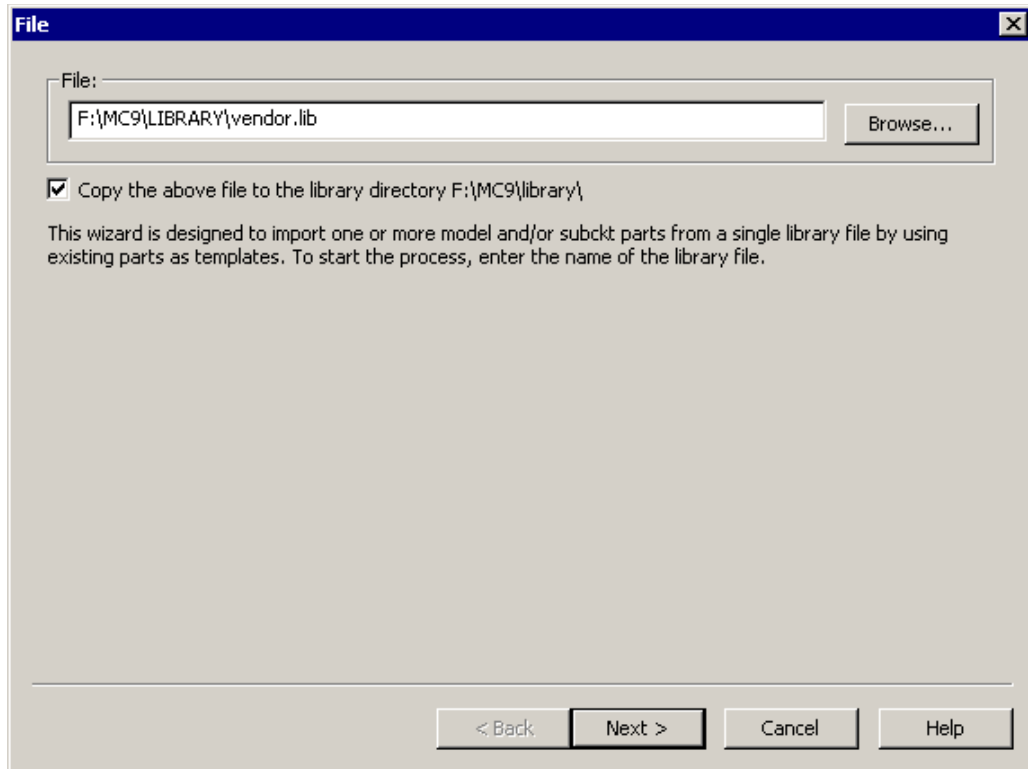 File
File:
F:\MC9\LIBRARY\vendor.lib
Browse...
Copy the above file to the library directory F:\MC9\library\
This wizard is designed to import one or more model and/or subckt parts from a single library file by using
existing parts as templates. To start the process, enter the name of the library file.
< Back Next > Cancel Help